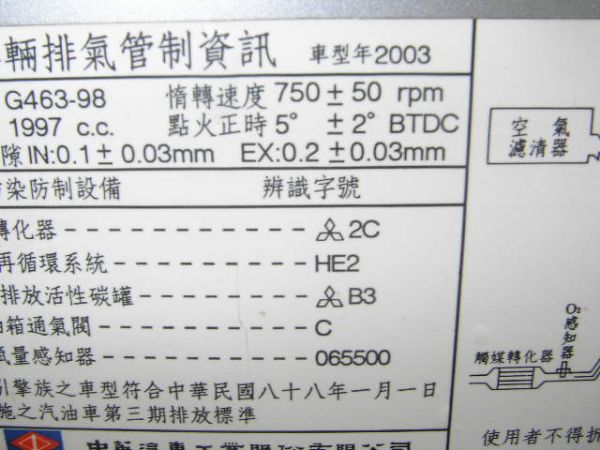 輛排氣管制資訊 車型年2003
G463-98 惰轉速度 750 ± 50 rpm
1997 c.c. 點火正時 5° ± 2° BTDC
隙IN:0.1± 0.03mm EX:0.2 ±0.03mm
染防制設備 辨識字號
轉化器 - - - - - - - - - - - - - - 2C
再循環系統 - - - - - - - - - - - HE2
排放活性碳罐 - - - - - - - - - B3
油箱通氣閥 - - - - - - - - - - - - C
氣量感知器 - - - - - - - - - - - 065500
引擎族之車型符合中華民國八十八年一月一日
施之汽油車第三期排放標準
空氣
濾清器
O₂
感知器
觸媒轉化器
使用者不得拆